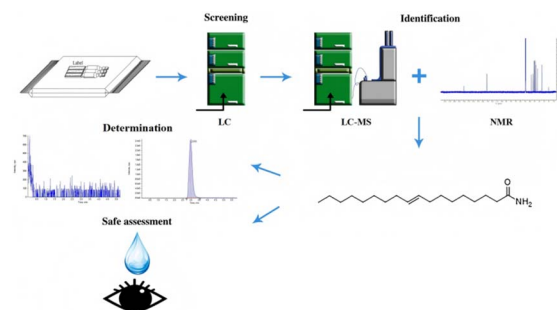 Screening
Identification
Label
LC
LC-MS
NMR
Determination
O
NH2
Safe assessment